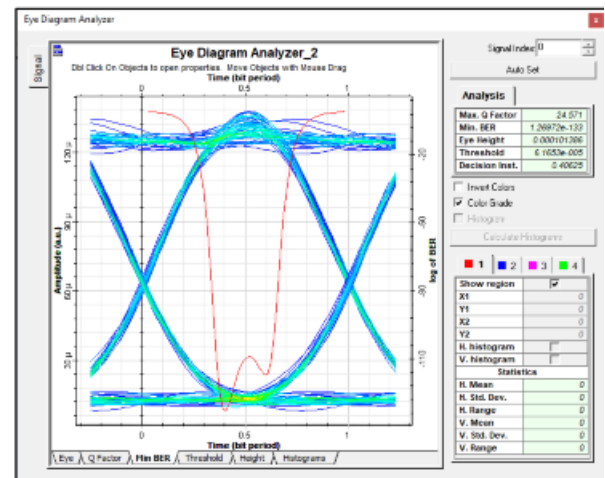 Eye Diagram Analyzer
x
Signal
Eye Diagram Analyzer_2
Dbl Click On Objects to open properties. Move Objects with Mouse Drag
Time (bit period)
0 0.5 1
Amplitude (a.u.)
120 µ
90 µ
60 µ
30 µ
log of BER
-20
-90
-110
0 0.5 1
Time (bit period)
Eye Q Factor Min BER Threshold Height Histograms
Signal Index: 0
Auto Set
Analysis
Max. Q Factor 24.571
Min. BER 1.26972e-133
Eye Height 0.000101386
Threshold 6.1653e-005
Decision Inst. 0.40625
Invert Colors
Color Grade
Histogram
Calculate Histograms
1 2 3 4
Show region
X1 0
Y1 0
X2 0
Y2 0
H. histogram
V. histogram
Statistics
H. Mean 0
H. Std. Dev. 0
H. Range 0
V. Mean 0
V. Std. Dev. 0
V. Range 0